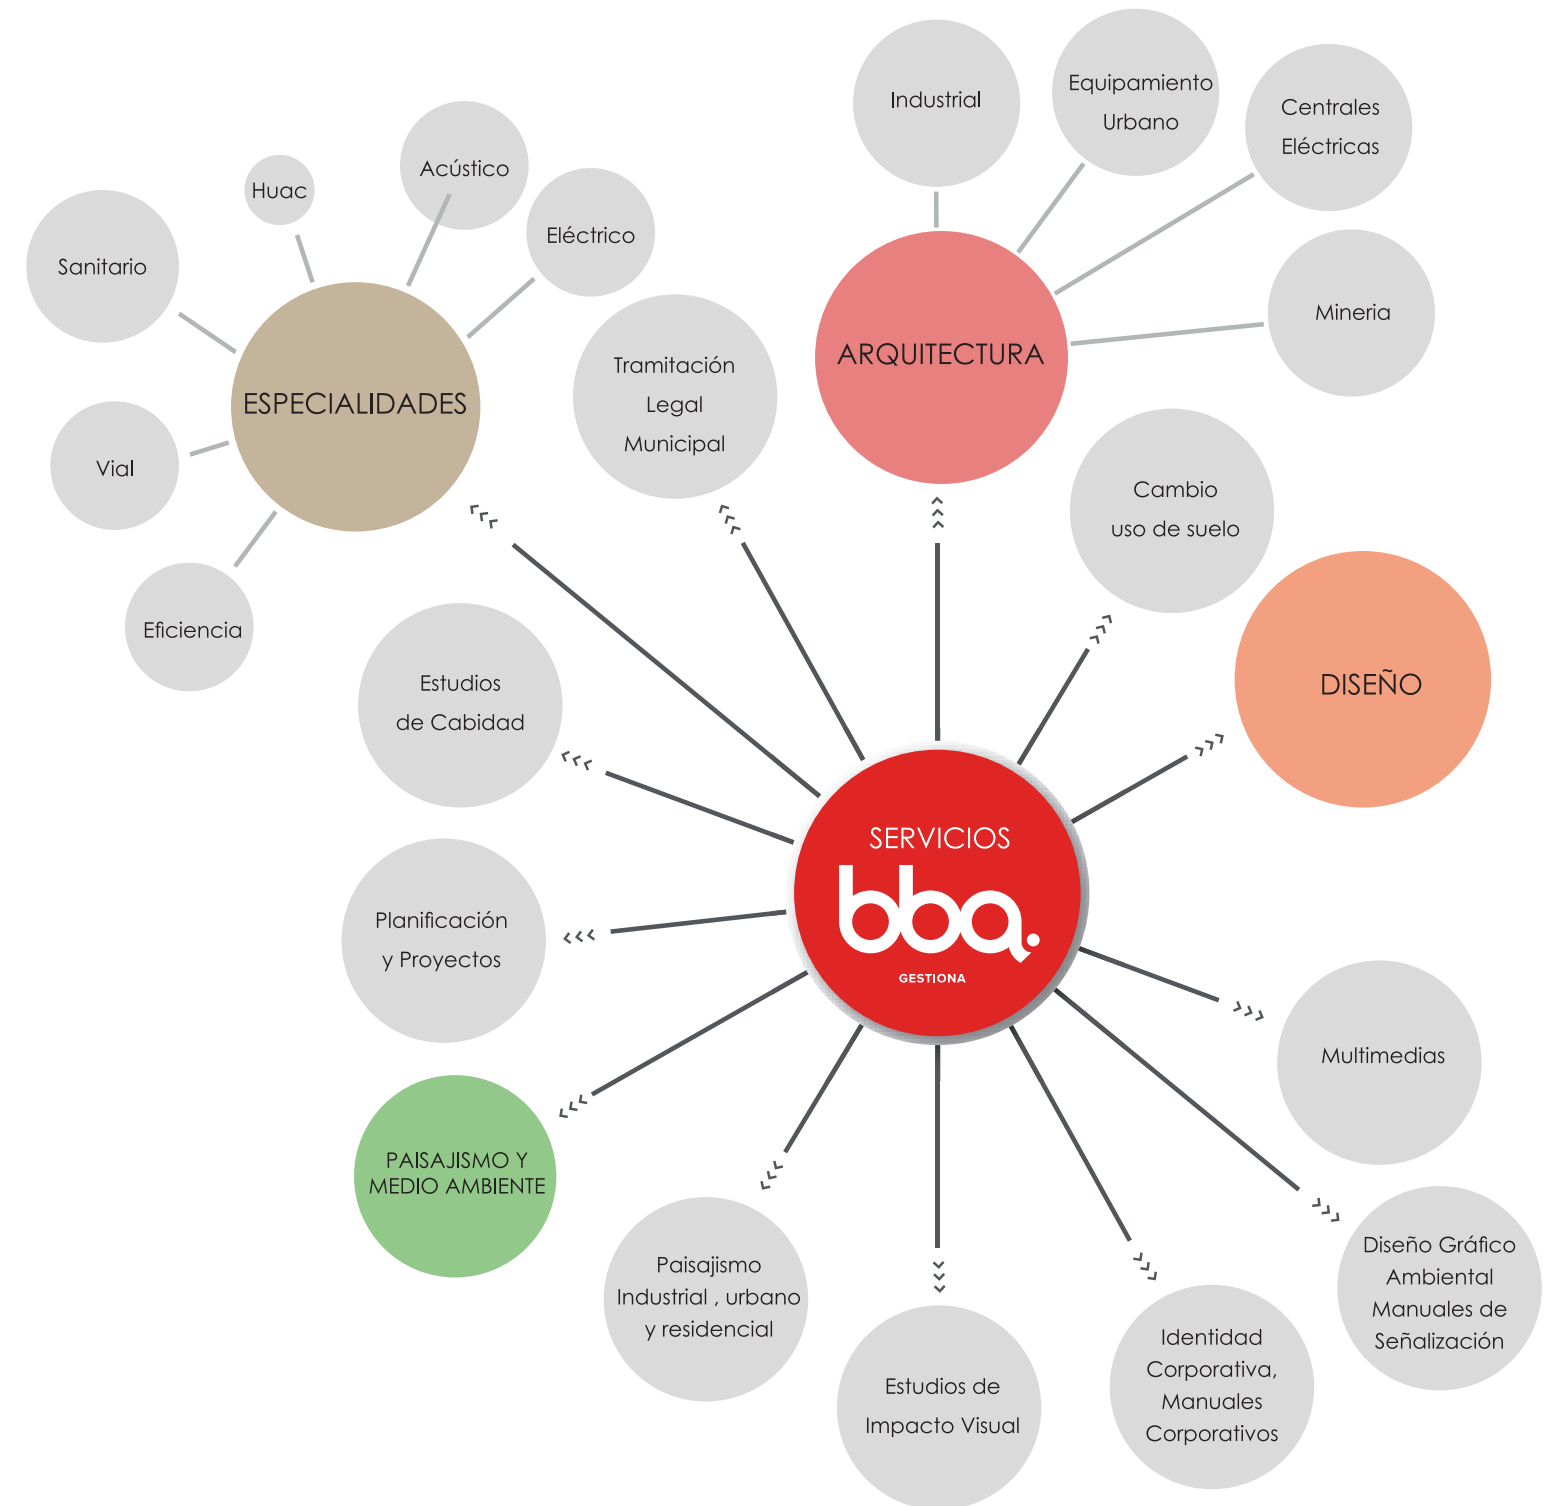 Industrial
Equipamiento
Urbano
Centrales
Eléctricas
Mineria
ARQUITECTURA
Huac
Acústico
Eléctrico
Sanitario
ESPECIALIDADES
Vial
Eficiencia
Tramitación
Legal
Municipal
Cambio
uso de suelo
DISEÑO
Estudios
de Cabidad
Planificación
y Proyectos
SERVICIOS
bba.
GESTIONA
Multimedias
PAISAJISMO Y
MEDIO AMBIENTE
Paisajismo
Industrial , urbano
y residencial
Estudios de
Impacto Visual
Identidad
Corporativa,
Manuales
Corporativos
Diseño Gráfico
Ambiental
Manuales de
Señalización